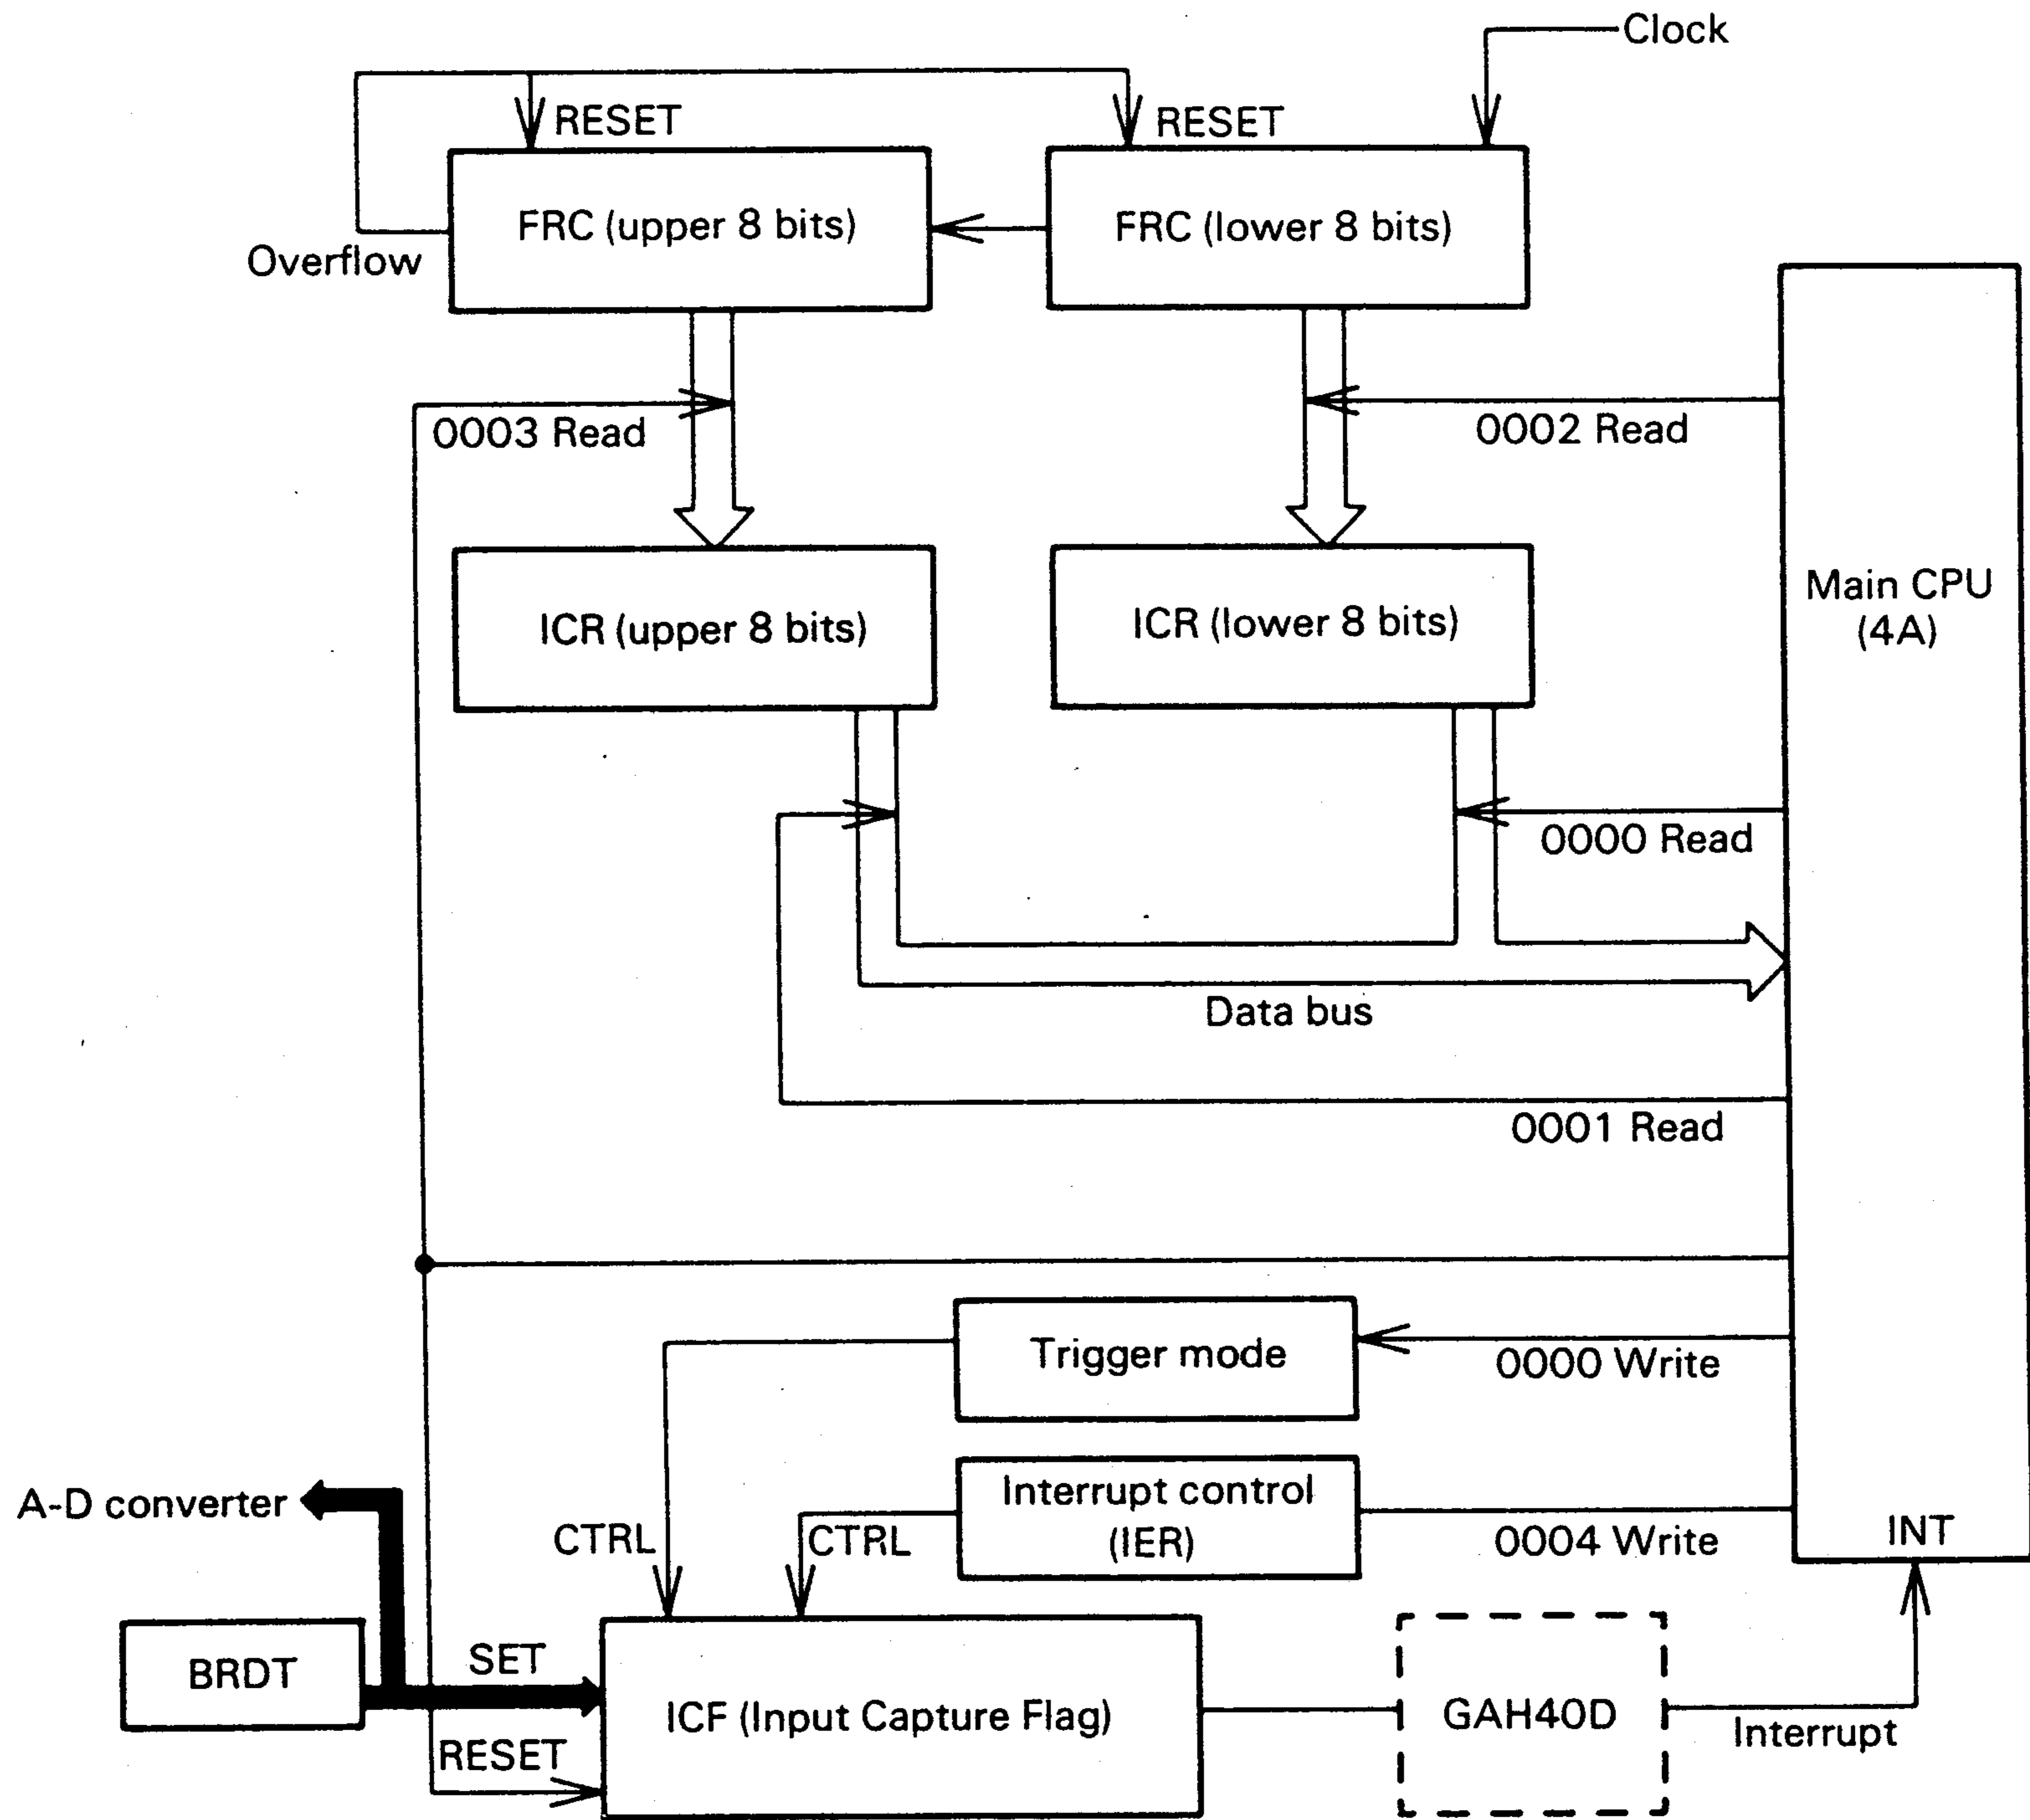 Clock
RESET
RESET
FRC (upper 8 bits)
FRC (lower 8 bits)
Overflow
0003 Read
0002 Read
ICR (upper 8 bits)
ICR (lower 8 bits)
Main CPU
(4A)
0000 Read
Data bus
0001 Read
Trigger mode
0000 Write
A-D converter
Interrupt control
(IER)
CTRL
CTRL
0004 Write
INT
BRDT
SET
ICF (Input Capture Flag)
GAH40D
Interrupt
RESET